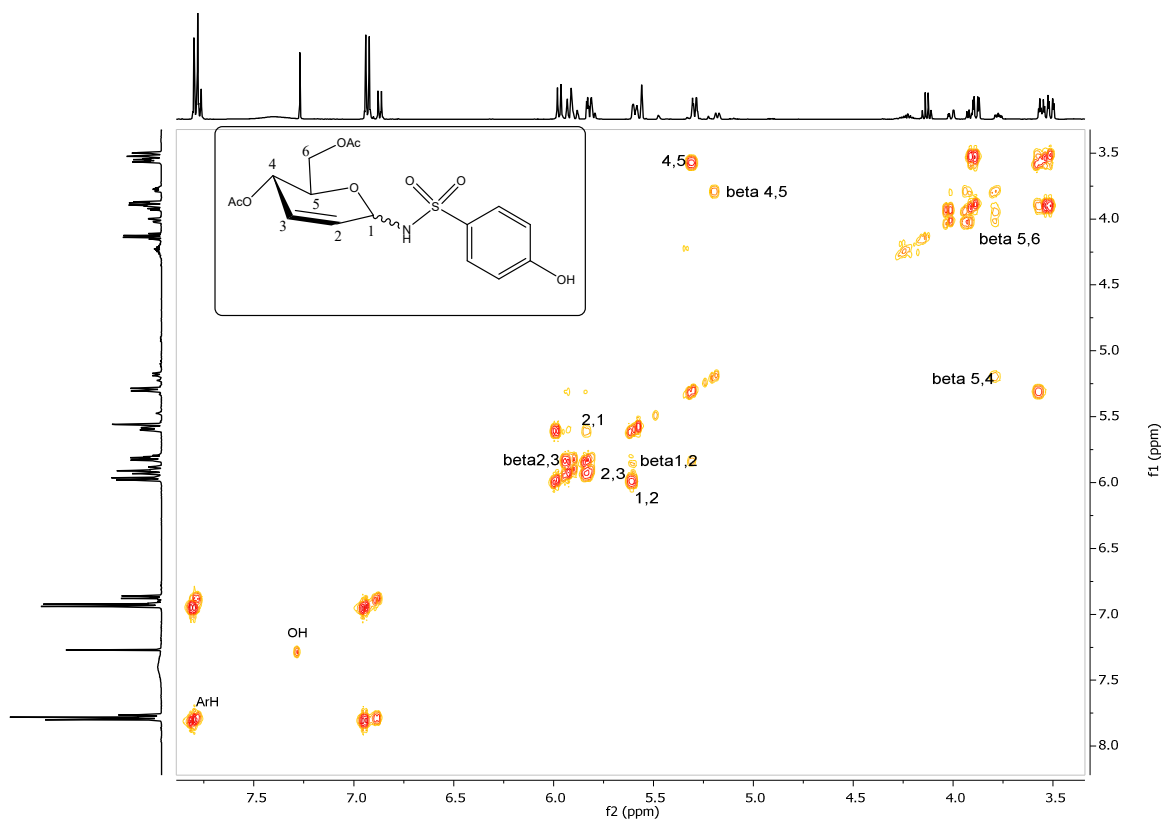 6
OAc
4
O
O
O
AcO
5
S
3
2
1
NH
OH
4,5
beta 4,5
beta 5,6
beta 5,4
2,1
beta2,3
beta1,2
2,3
1,2
OH
ArH
3.5
4.0
4.5
5.0
5.5
6.0
6.5
7.0
7.5
8.0
f1 (ppm)
7.5 7.0 6.5 6.0 5.5 5.0 4.5 4.0 3.5
f2 (ppm)